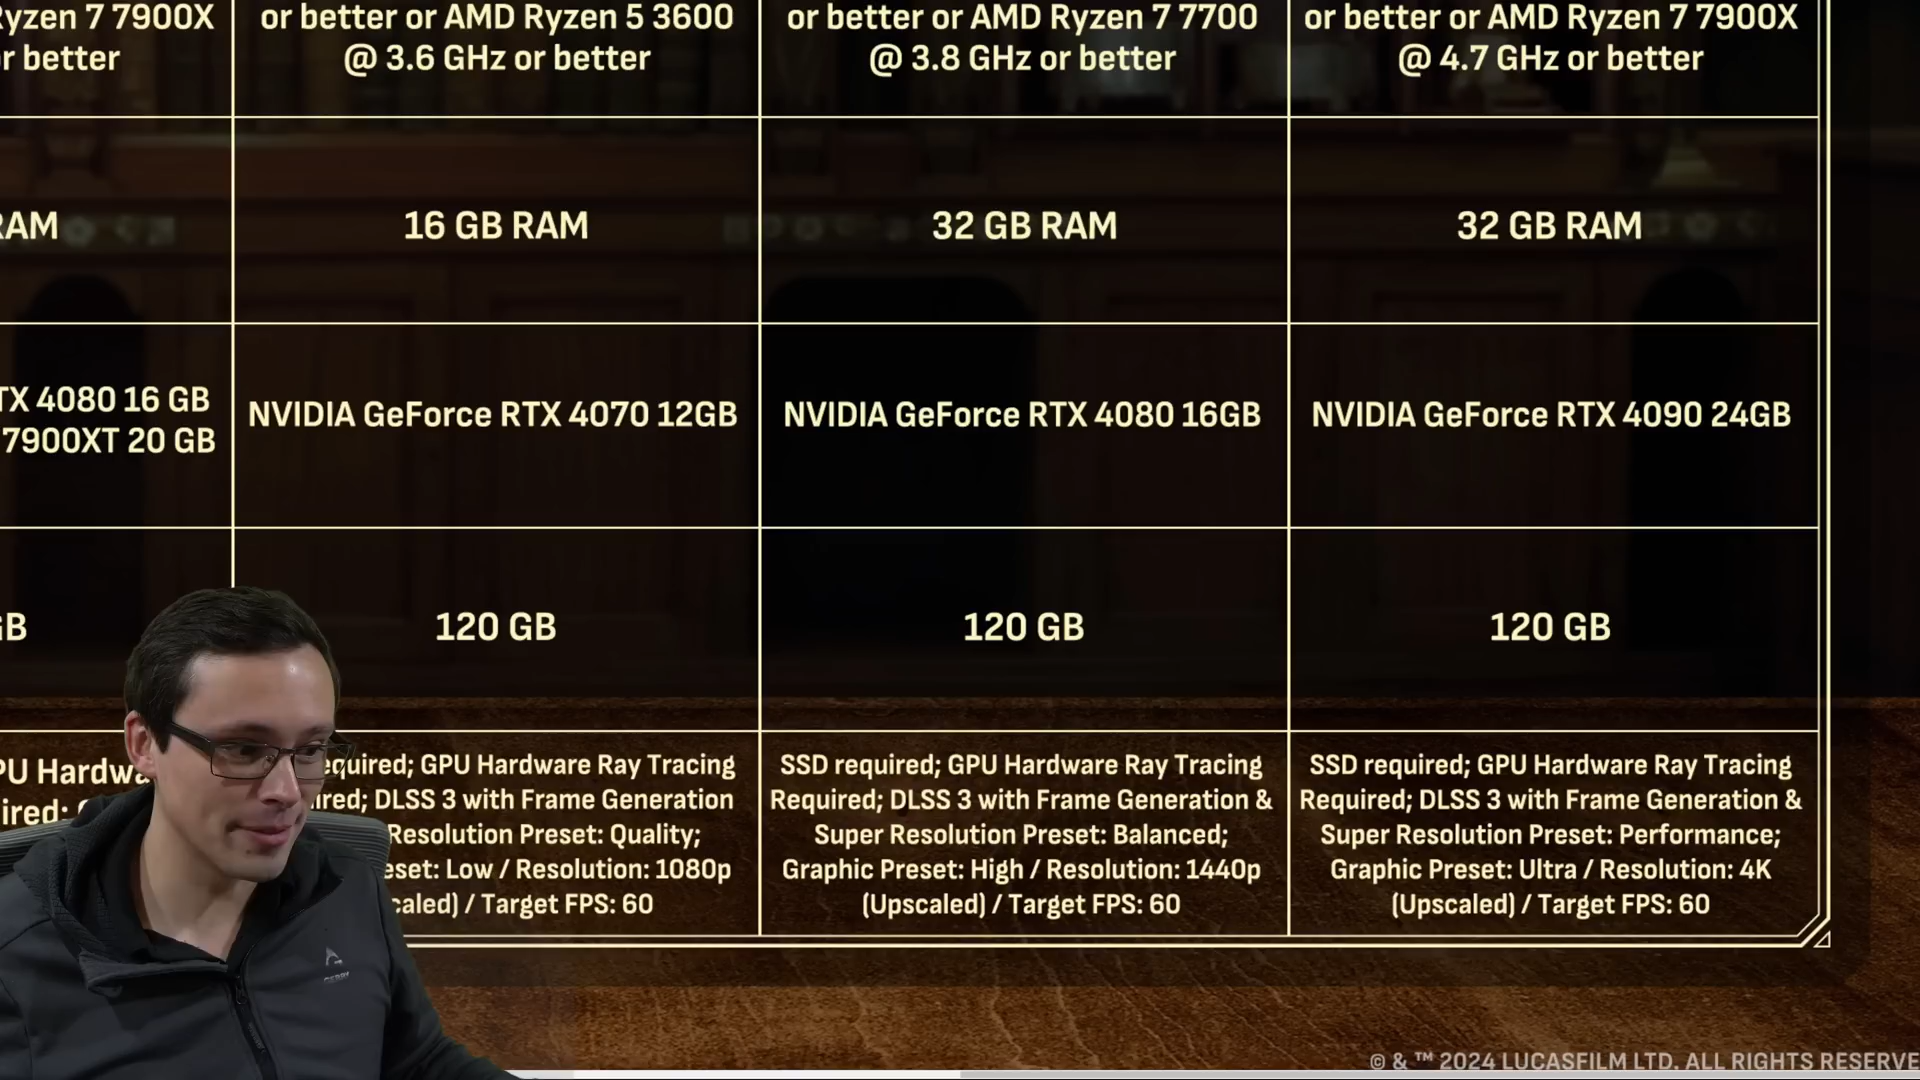 yzen 7 7900X
r better
or better or AMD Ryzen 5 3600
@ 3.6 GHz or better
or better or AMD Ryzen 7 7700
@ 3.8 GHz or better
or better or AMD Ryzen 7 7900X
@ 4.7 GHz or better
RAM
16 GB RAM
32 GB RAM
32 GB RAM
TX 4080 16 GB
7900XT 20 GB
NVIDIA GeForce RTX 4070 12GB
NVIDIA GeForce RTX 4080 16GB
NVIDIA GeForce RTX 4090 24GB
GB
120 GB
120 GB
120 GB
PU Hardwa
ired;
equired; GPU Hardware Ray Tracing
ired; DLSS 3 with Frame Generation
Resolution Preset: Quality;
eset: Low / Resolution: 1080p
caled) / Target FPS: 60
SSD required; GPU Hardware Ray Tracing
Required; DLSS 3 with Frame Generation &
Super Resolution Preset: Balanced;
Graphic Preset: High / Resolution: 1440p
(Upscaled) / Target FPS: 60
SSD required; GPU Hardware Ray Tracing
Required; DLSS 3 with Frame Generation &
Super Resolution Preset: Performance;
Graphic Preset: Ultra / Resolution: 4K
(Upscaled) / Target FPS: 60
© & ™ 2024 LUCASFILM LTD. ALL RIGHTS RESERVE